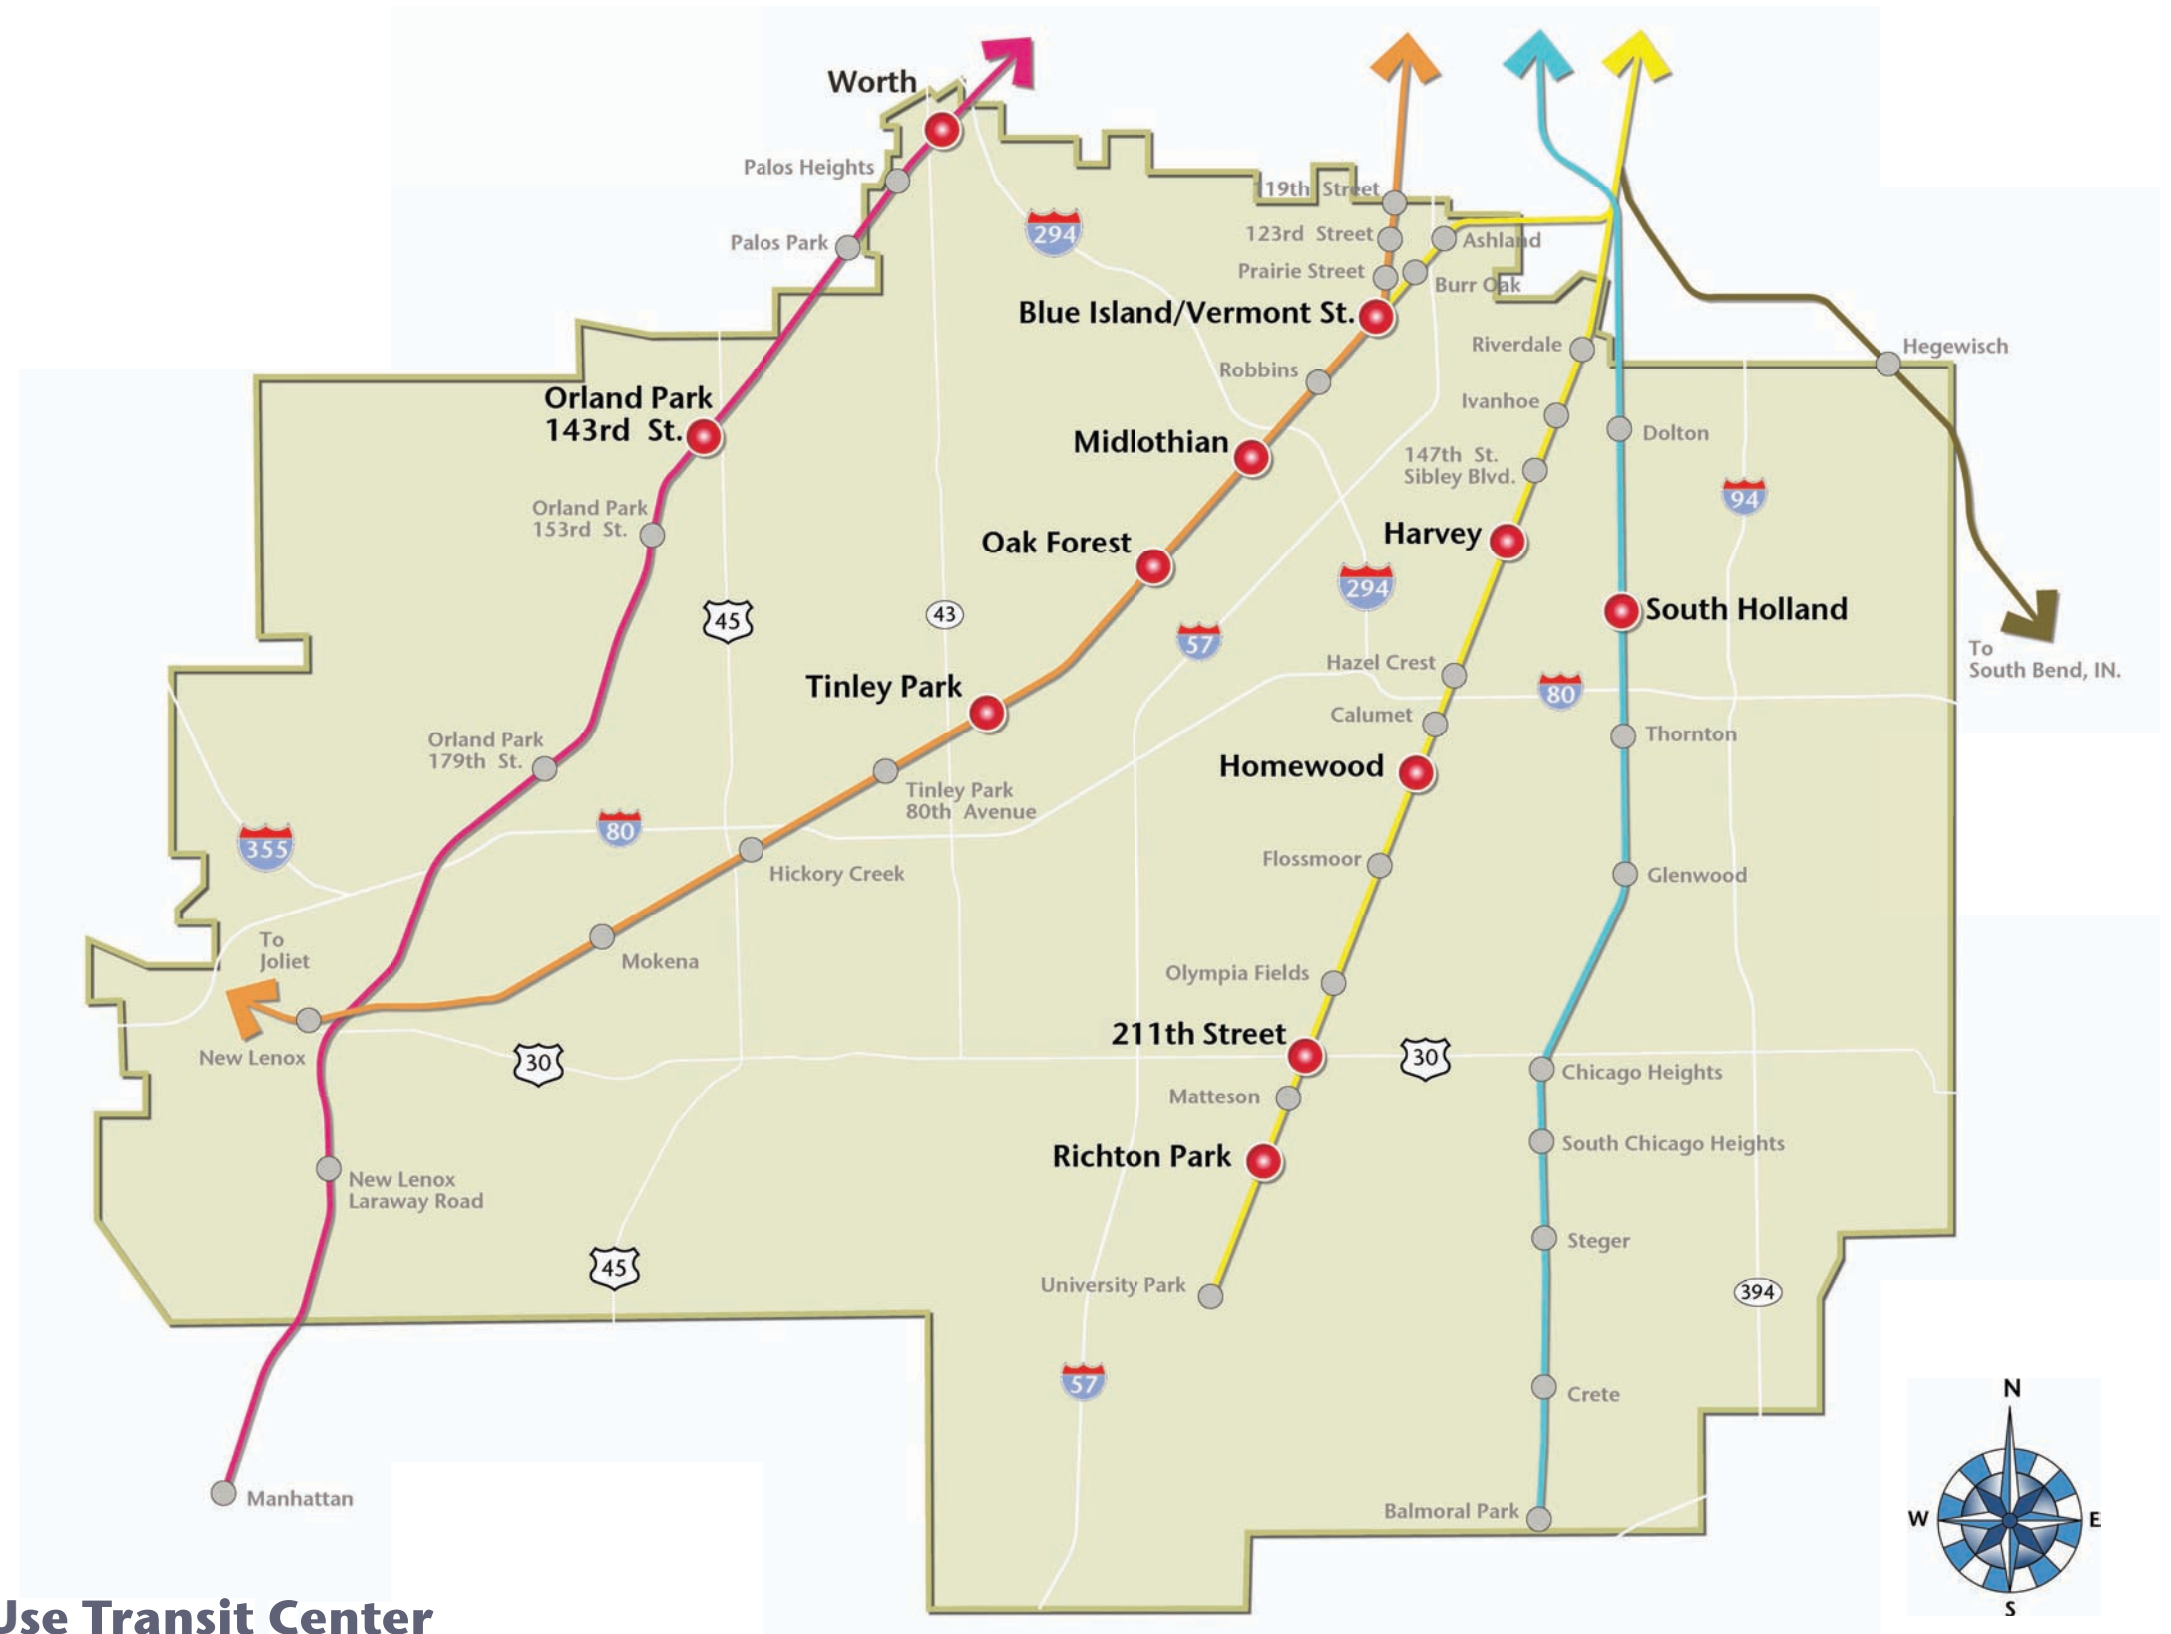 Worth
Palos Heights
119th Street
294
123rd Street
Ashland
Palos Park
Prairie Street
Burr Oak
Blue Island/Vermont St.
Riverdale
Hegewisch
Robbins
Orland Park
143rd St.
Ivanhoe
Midlothian
Dolton
147th St.
Sibley Blvd.
94
Orland Park
153rd St.
Harvey
Oak Forest
294
South Holland
45
43
57
To
South Bend, IN.
Hazel Crest
Tinley Park
80
Calumet
Thornton
Orland Park
179th St.
Homewood
Tinley Park
80th Avenue
80
355
Flossmoor
Hickory Creek
Glenwood
To
Joliet
Mokena
Olympia Fields
211th Street
New Lenox
30
30
Chicago Heights
Matteson
South Chicago Heights
Richton Park
New Lenox
Laraway Road
Steger
45
University Park
394
57
Crete
N
Manhattan
Balmoral Park
W
E
S
Use Transit Center